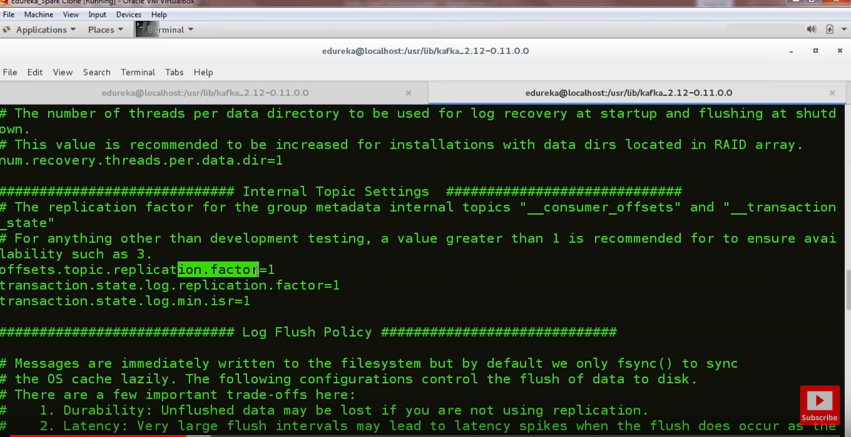 Edureka_Spark Clone [Running] - Oracle VM VirtualBox
File Machine View Input Devices Help
Applications Places Terminal
edureka@localhost:/usr/lib/kafka_2.12-0.11.0.0
File Edit View Search Terminal Tabs Help
edureka@localhost:/usr/lib/kafka_2.12-0.11.0.0 × edureka@localhost:/usr/lib/kafka_2.12-0.11.0.0 ×
# The number of threads per data directory to be used for log recovery at startup and flushing at shutd
own.
# This value is recommended to be increased for installations with data dirs located in RAID array.
num.recovery.threads.per.data.dir=1
############################# Internal Topic Settings #############################
# The replication factor for the group metadata internal topics "__consumer_offsets" and "__transaction
_state"
# For anything other than development testing, a value greater than 1 is recommended for to ensure avai
lability such as 3.
offsets.topic.replication.factor=1
transaction.state.log.replication.factor=1
transaction.state.log.min.isr=1
############################# Log Flush Policy #############################
# Messages are immediately written to the filesystem but by default we only fsync() to sync
# the OS cache lazily. The following configurations control the flush of data to disk.
# There are a few important trade-offs here:
# 1. Durability: Unflushed data may be lost if you are not using replication.
# 2. Latency: Very large flush intervals may lead to latency spikes when the flush does occur as the
Subscribe